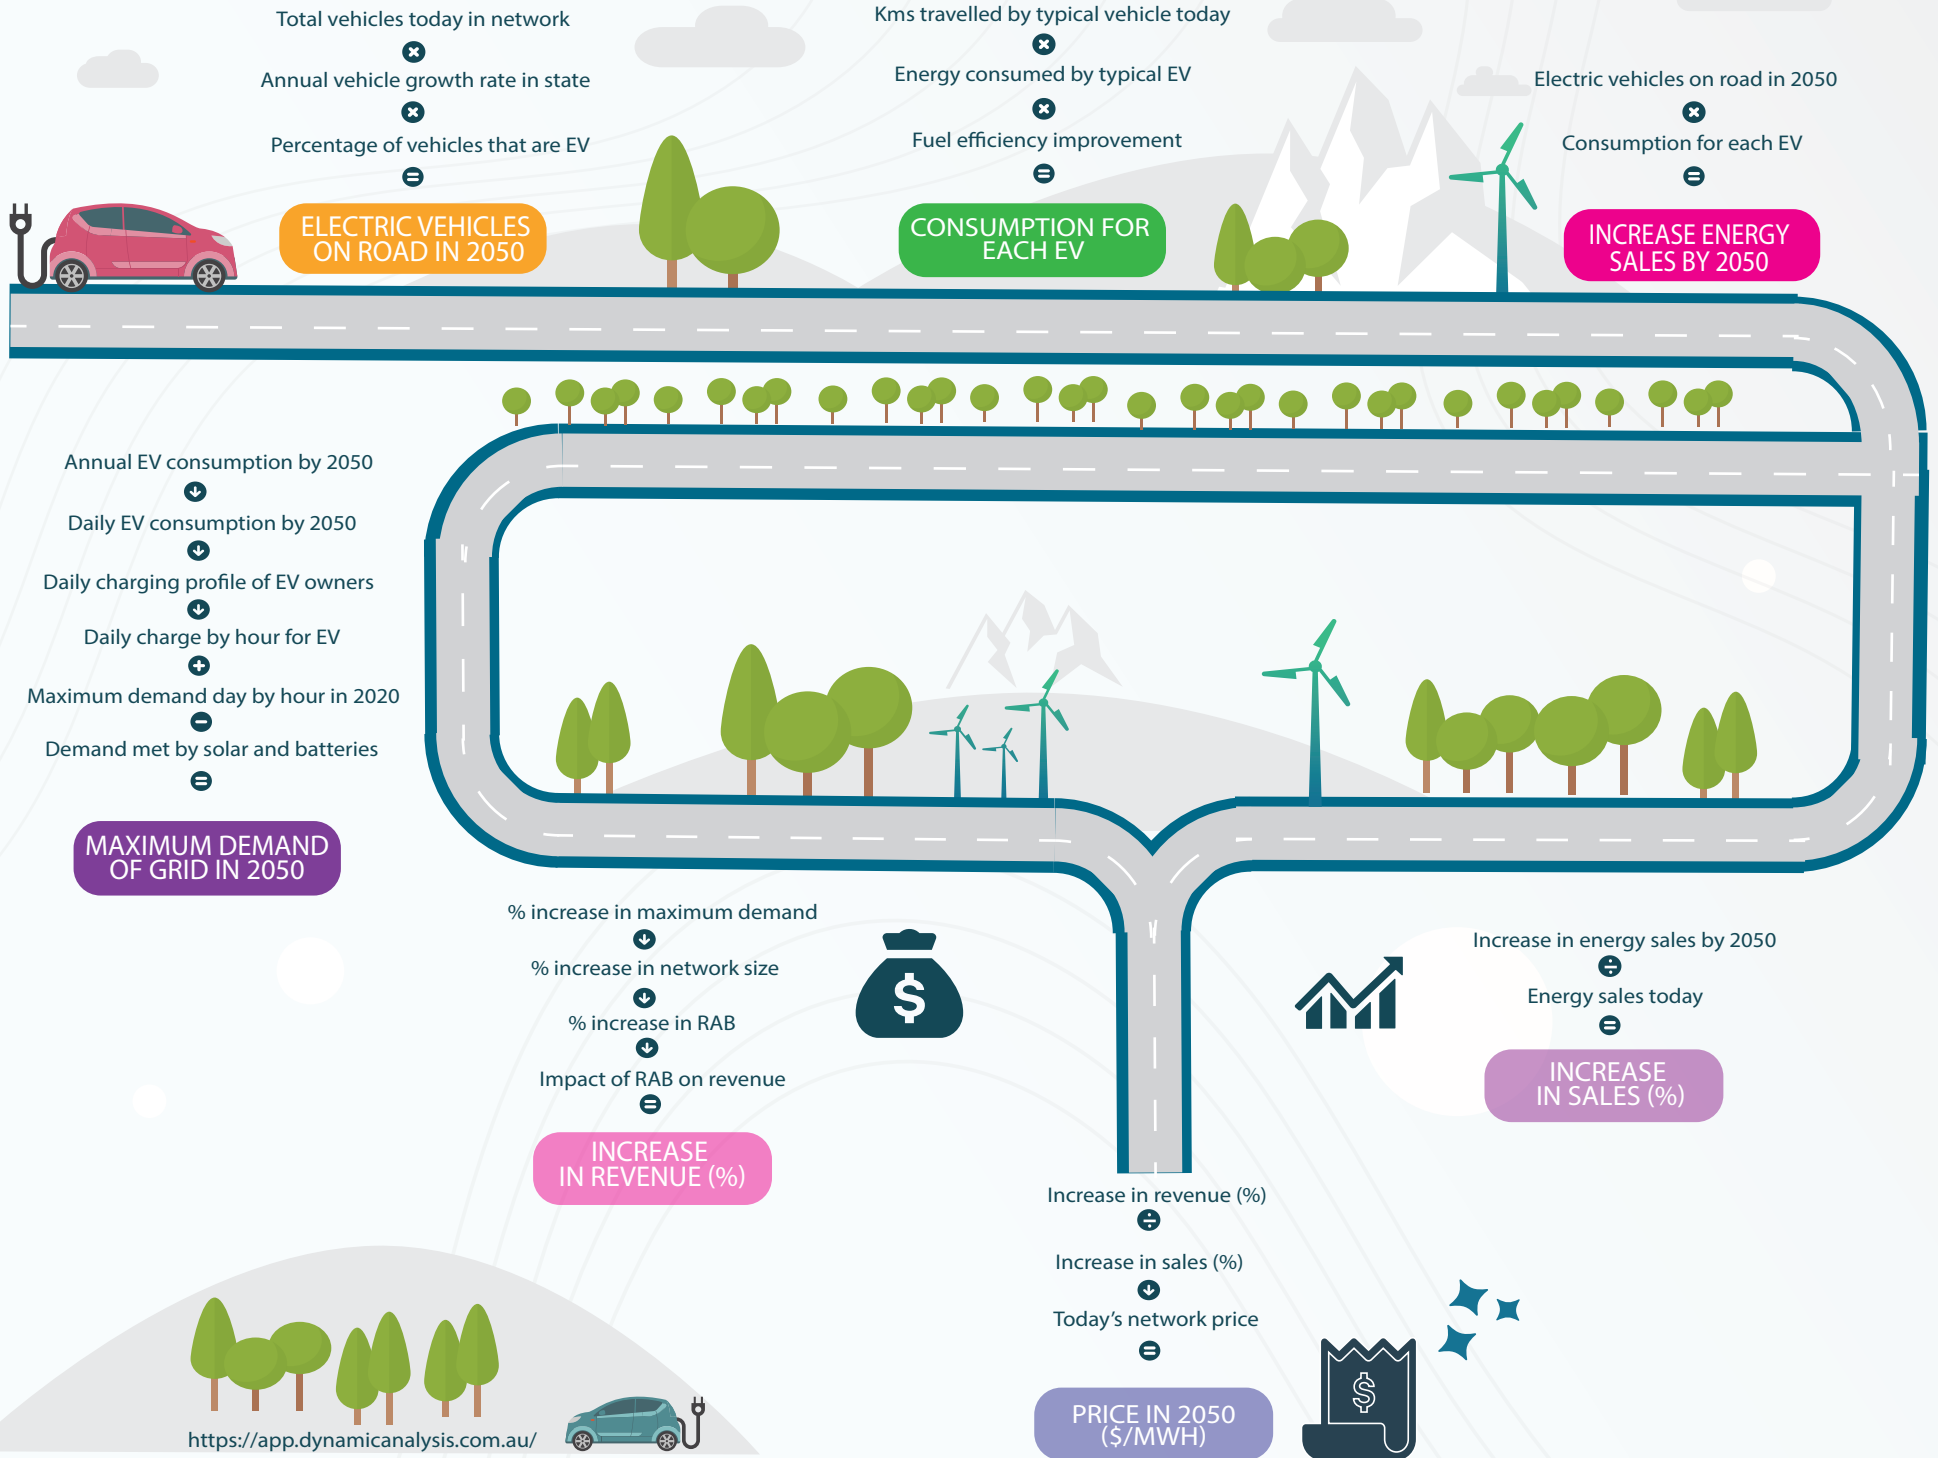 Total vehicles today in network
Annual vehicle growth rate in state
Percentage of vehicles that are EV
ELECTRIC VEHICLES
ON ROAD IN 2050
Kms travelled by typical vehicle today
Energy consumed by typical EV
Fuel efficiency improvement
CONSUMPTION FOR
EACH EV
Electric vehicles on road in 2050
Consumption for each EV
INCREASE ENERGY
SALES BY 2050
Annual EV consumption by 2050
Daily EV consumption by 2050
Daily charging profile of EV owners
Daily charge by hour for EV
Maximum demand day by hour in 2020
Demand met by solar and batteries
MAXIMUM DEMAND
OF GRID IN 2050
% increase in maximum demand
% increase in network size
% increase in RAB
Impact of RAB on revenue
INCREASE
IN REVENUE (%)
$
Increase in energy sales by 2050
Energy sales today
INCREASE
IN SALES (%)
Increase in revenue (%)
Increase in sales (%)
Today's network price
PRICE IN 2050
($/MWH)
$
https://app.dynamicanalysis.com.au/